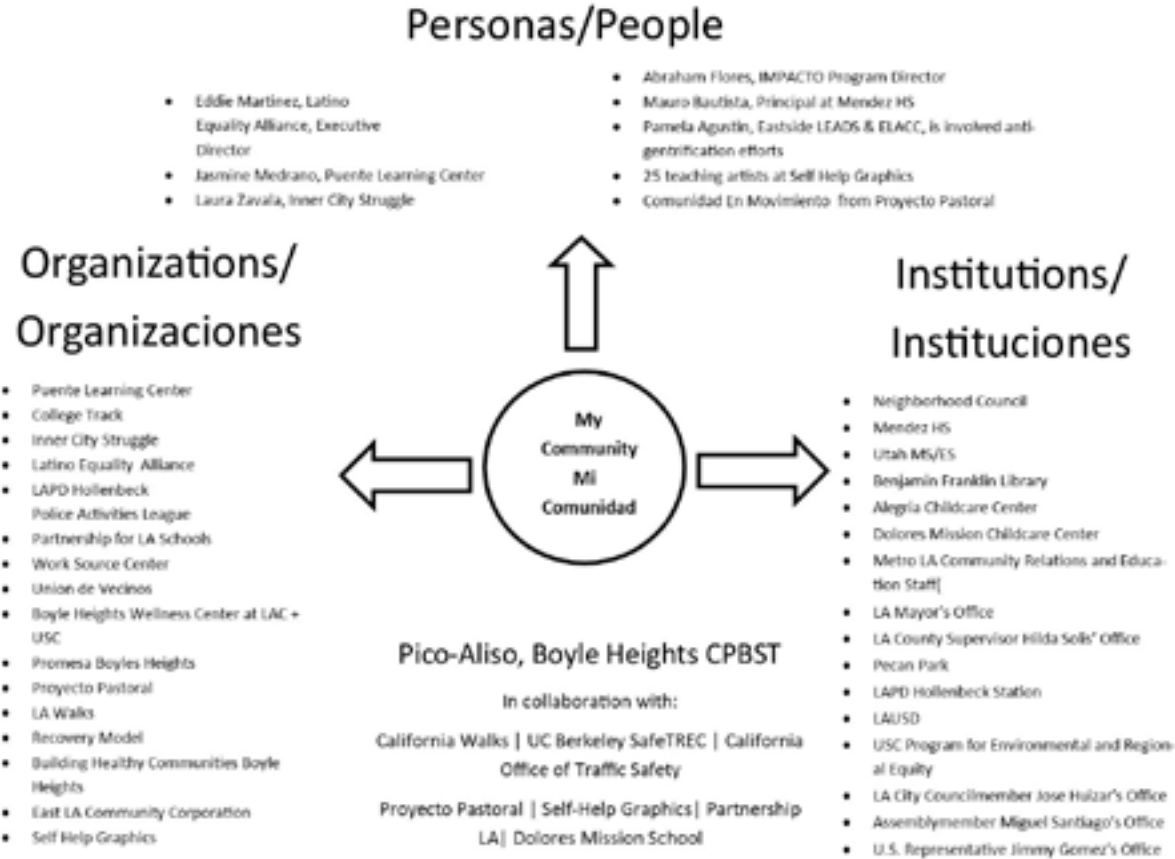 Personas/People
• Eddie Martinez, Latino
Equality Alliance, Executive
Director
• Jasmine Medrano, Puente Learning Center
• Laura Zavala, Inner City Struggle
• Abraham Flores, IMPACTO Program Director
• Mauro Bautista, Principal at Mendez HS
• Pamela Agustin, Eastside LEADS & ELACC, is involved anti-
gentrification efforts
• 25 teaching artists at Self Help Graphics
• Comunidad En Movimiento from Proyecto Pastoral
Organizations/
Organizaciones
• Puente Learning Center
• College Track
• Inner City Struggle
• Latino Equality Alliance
• LAPD Hollenbeck
Police Activities League
• Partnership for LA Schools
• Work Source Center
• Union de Vecinos
• Boyle Heights Wellness Center at LAC +
USC
• Promesa Boyles Heights
• Proyecto Pastoral
• LA Walks
• Recovery Model
• Building Healthy Communities Boyle
Heights
• East LA Community Corporation
• Self Help Graphics
My
Community
Mi
Comunidad
Pico-Aliso, Boyle Heights CPBST
In collaboration with:
California Walks | UC Berkeley SafeTREC | California
Office of Traffic Safety
Proyecto Pastoral | Self-Help Graphics| Partnership
LA| Dolores Mission School
Institutions/
Instituciones
• Neighborhood Council
• Mendez HS
• Utah MS/ES
• Benjamin Franklin Library
• Alegria Childcare Center
• Dolores Mission Childcare Center
• Metro LA Community Relations and Educa-
tion Staff[
• LA Mayor's Office
• LA County Supervisor Hilda Solis' Office
• Pecan Park
• LAPD Hollenbeck Station
• LAUSD
• USC Program for Environmental and Region-
al Equity
• LA City Councilmember Jose Huizar's Office
• Assemblymember Miguel Santiago's Office
• U.S. Representative Jimmy Gomez's Office